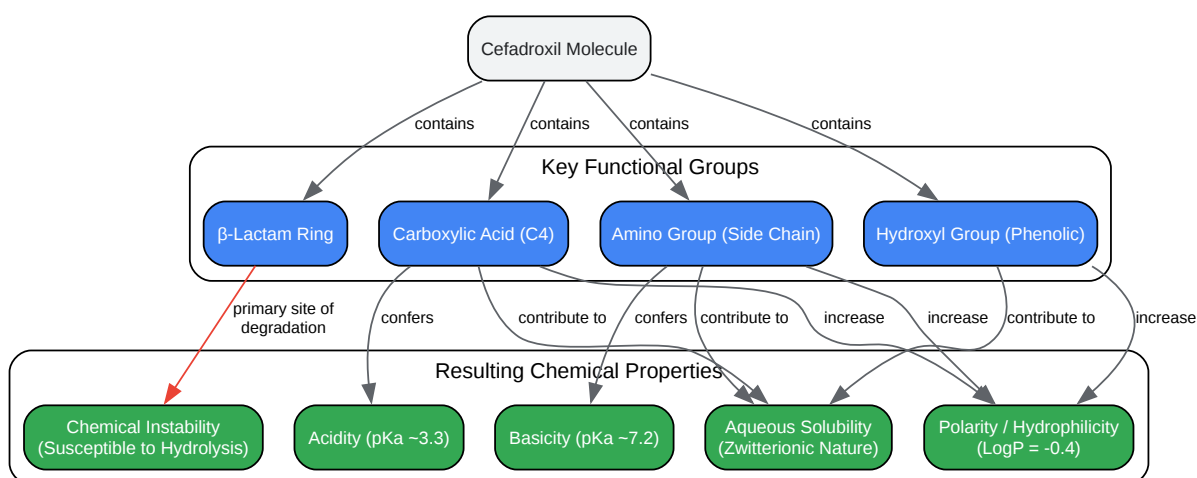 Cefadroxil Molecule
contains
contains
contains
contains
Key Functional Groups
β-Lactam Ring
Carboxylic Acid (C4)
Amino Group (Side Chain)
Hydroxyl Group (Phenolic)
primary site of
degradation
confers
contribute to
confers
contribute to
increase
increase
contribute to
increase
Resulting Chemical Properties
Chemical Instability
(Susceptible to Hydrolysis)
Acidity (pKa ~3.3)
Basicity (pKa ~7.2)
Aqueous Solubility
(Zwitterionic Nature)
Polarity / Hydrophilicity
(LogP = -0.4)